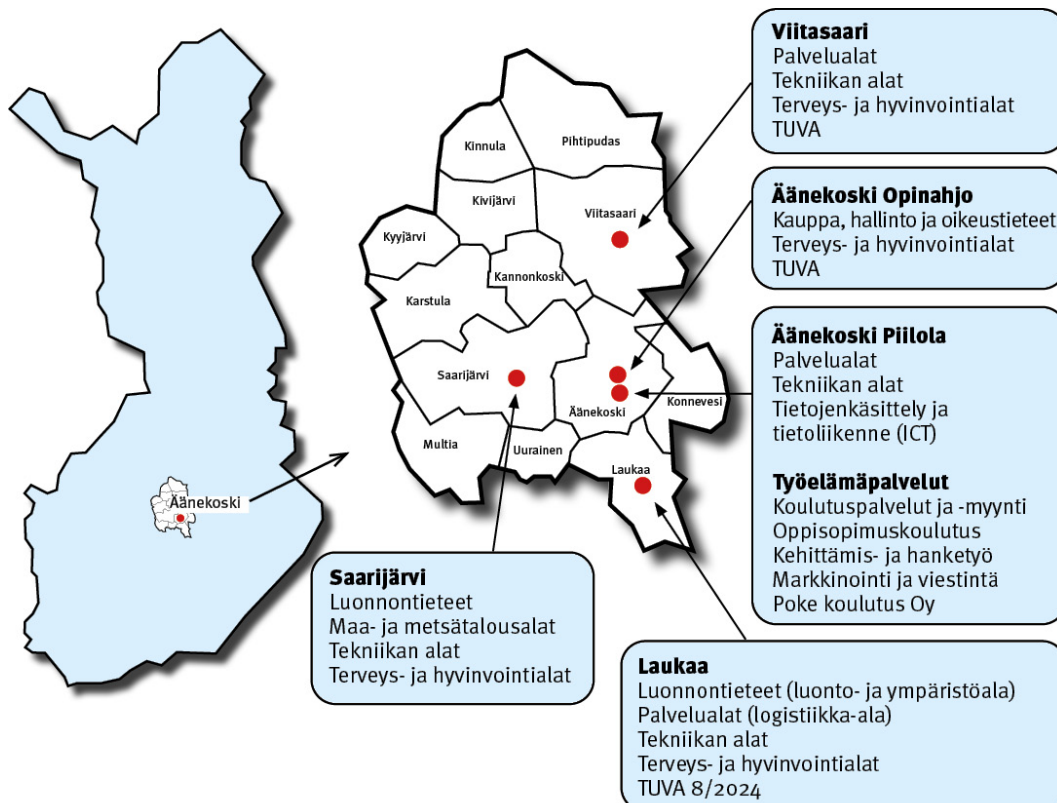 Viitasaari
Palvelualat
Tekniikan alat
Terveys- ja hyvinvointialat
TUVA
Äänekoski Opinahjo
Kauppa, hallinto ja oikeustieteet
Terveys- ja hyvinvointialat
TUVA
Äänekoski Piilola
Palvelualat
Tekniikan alat
Tietojenkäsittely ja
tietoliikenne (ICT)
Työelämäpalvelut
Koulutuspalvelut ja -myynti
Oppisopimuskoulutus
Kehittämis- ja hanketyö
Markkinointi ja viestintä
Poke koulutus Oy
Kinnula
Pihtipudas
Kivijärvi
Viitasaari
Kyyjärvi
Kannonkoski
Karstula
Saarijärvi
Äänekoski
Konnevesi
Multia
Uurainen
Laukaa
Äänekoski
Saarijärvi
Luonnontieteet
Maa- ja metsätalousalat
Tekniikan alat
Terveys- ja hyvinvointialat
Laukaa
Luonnontieteet (luonto- ja ympäristöala)
Palvelualat (logistiikka-ala)
Tekniikan alat
Terveys- ja hyvinvointialat
TUVA 8/2024